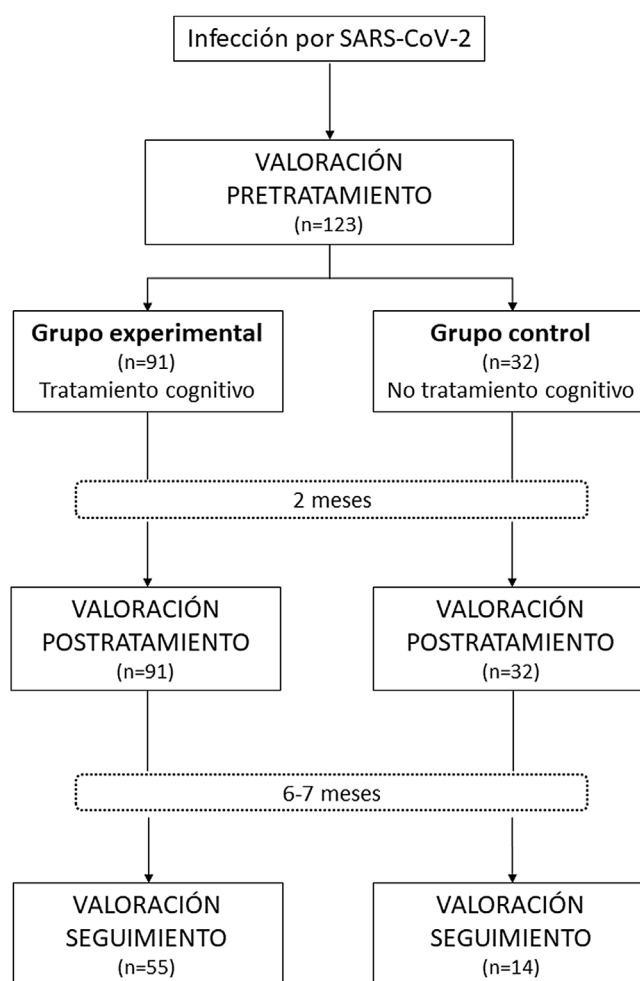 Infección por SARS-CoV-2
VALORACIÓN
PRETRATAMIENTO
(n=123)
Grupo experimental
(n=91)
Tratamiento cognitivo
Grupo control
(n=32)
No tratamiento cognitivo
2 meses
VALORACIÓN
POSTRATAMIENTO
(n=91)
VALORACIÓN
POSTRATAMIENTO
(n=32)
6-7 meses
VALORACIÓN
SEGUIMIENTO
(n=55)
VALORACIÓN
SEGUIMIENTO
(n=14)